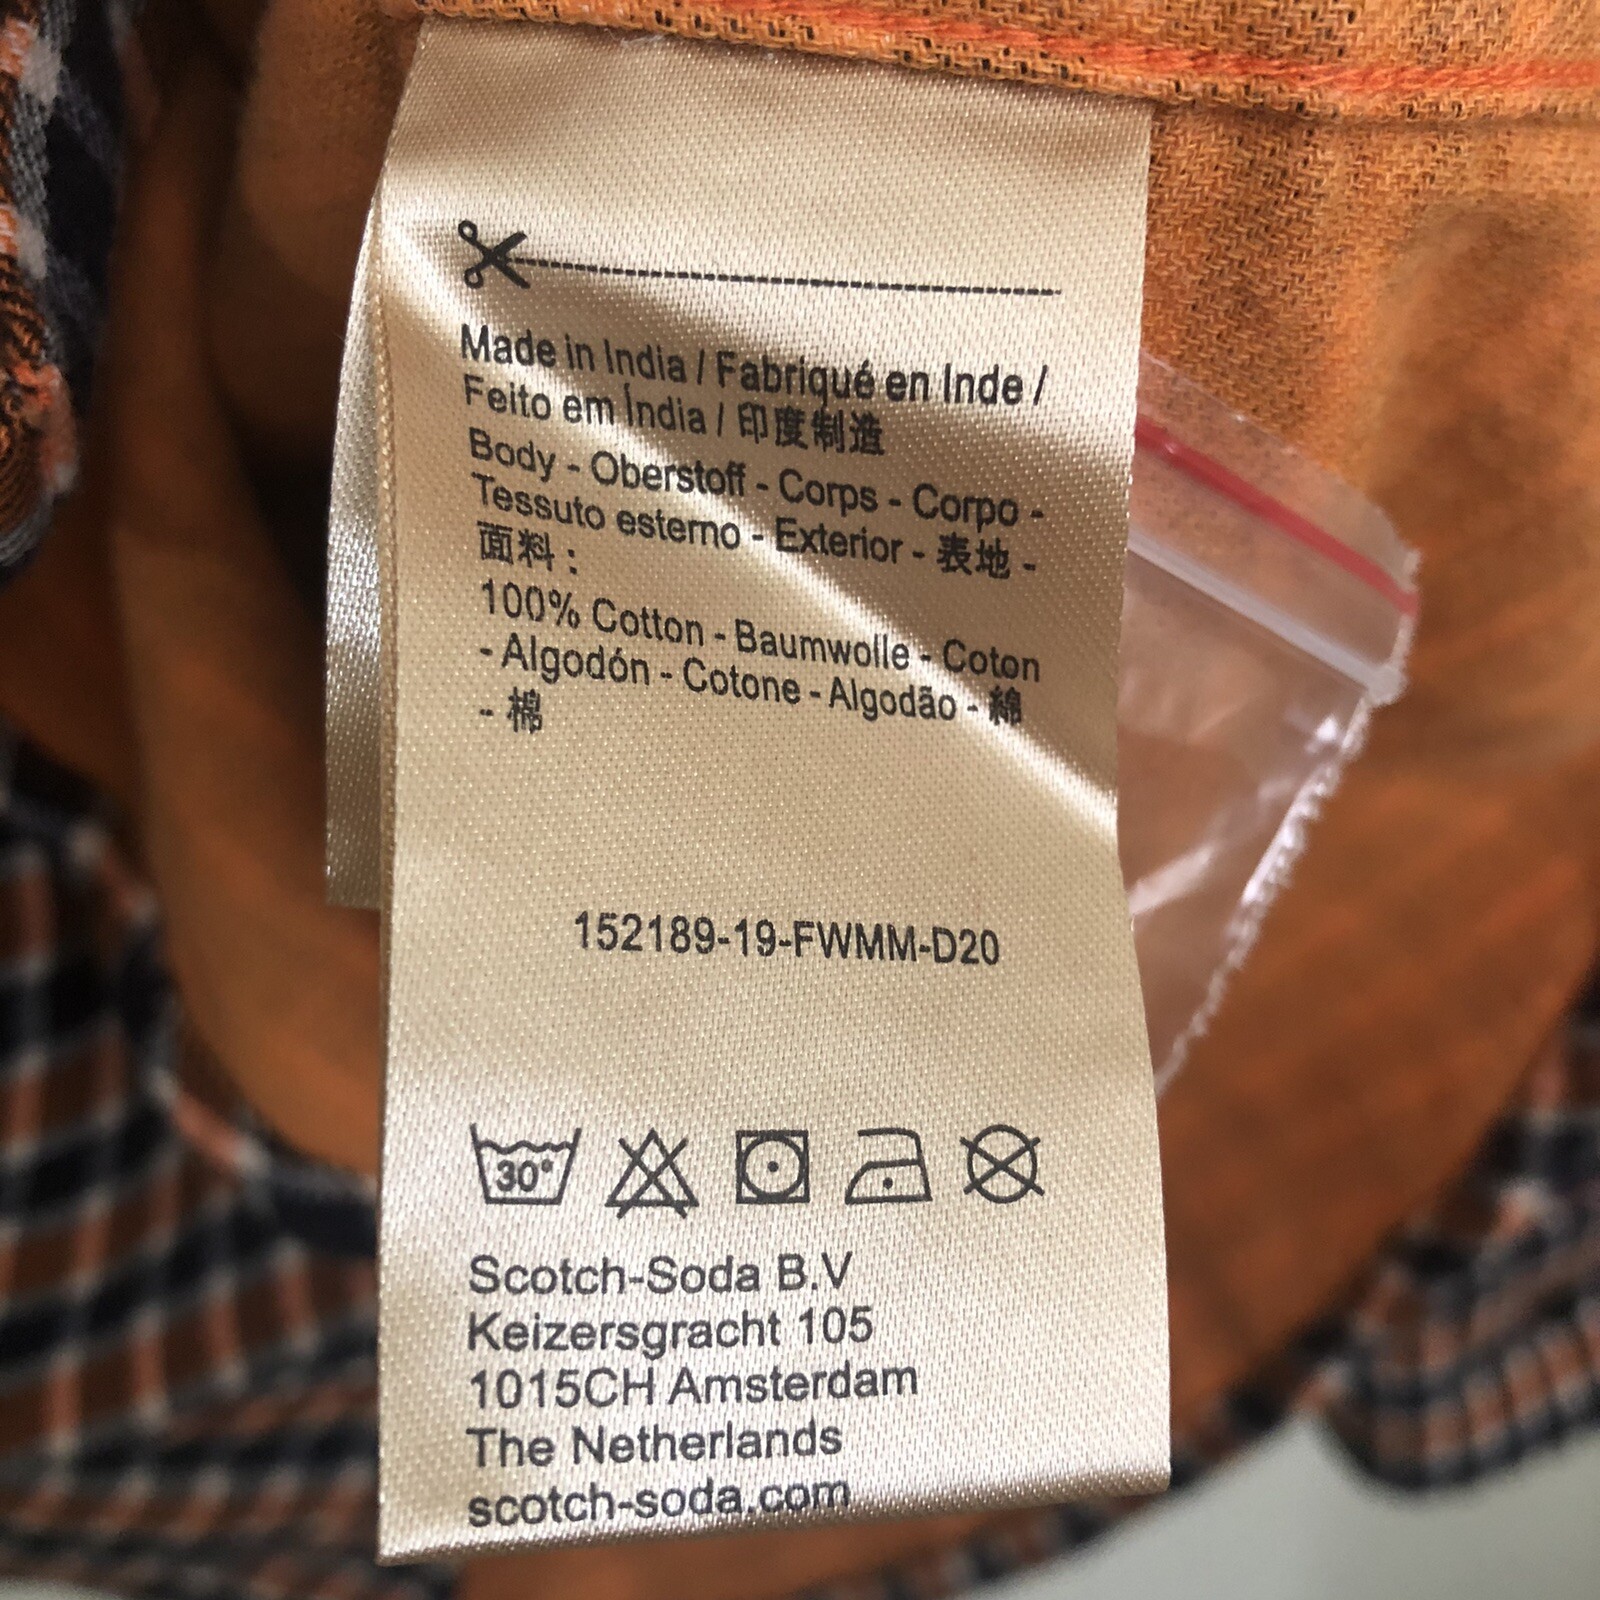 Made in India / Fabriqué en Inde /
Feito em Índia / 印度制造
Body - Oberstoff - Corps - Corpo -
Tessuto esterno - Exterior - 表地 -
面料 :
100% Cotton - Baumwolle - Coton
- Algodón - Cotone - Algodão - 綿
- 棉
152189-19-FWMM-D20
30°
Scotch-Soda B.V
Keizersgracht 105
1015CH Amsterdam
The Netherlands
scotch-soda.com